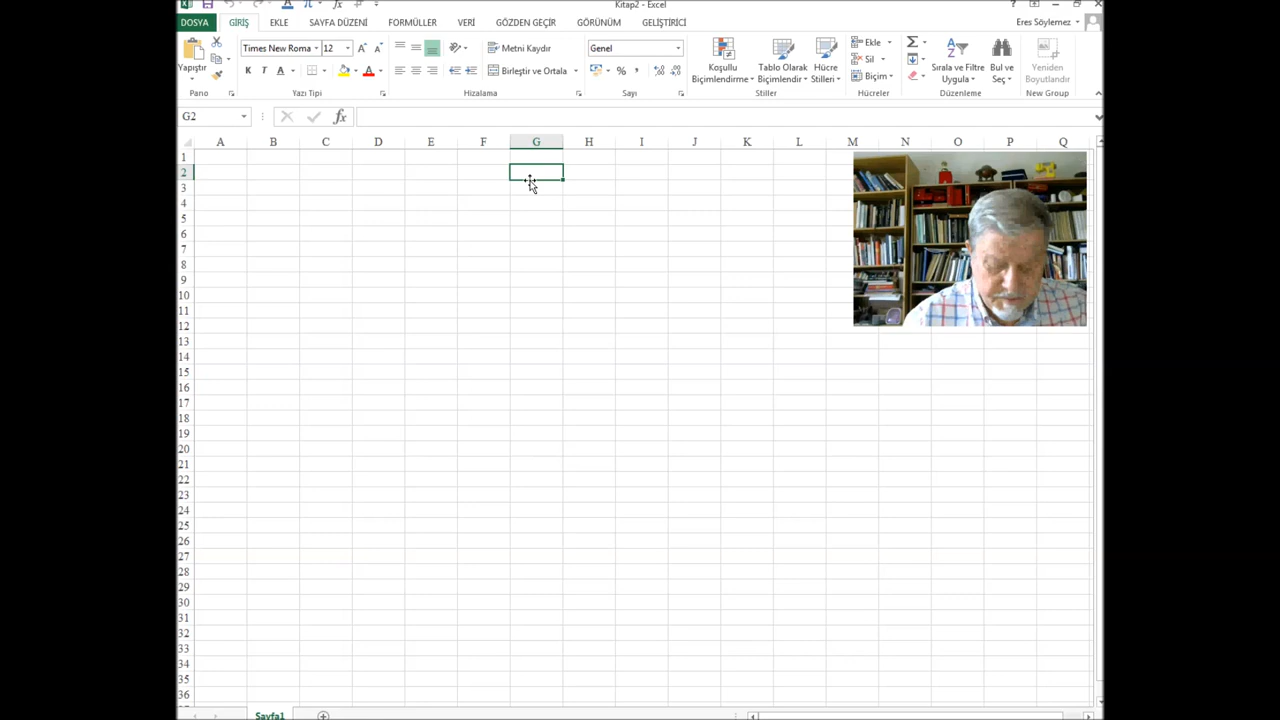 Kitap2 - Excel
DOSYA GİRİŞ EKLE SAYFA DÜZENİ FORMÜLLER VERİ GÖZDEN GEÇİR GÖRÜNÜM GELİŞTİRİCİ Eres Söylemez
Yapıştır
Pano
Times New Roma 12
K T A
Yazı Tipi
Metni Kaydır
Birleştir ve Ortala
Hizalama
Genel
Sayı
Koşullu
Biçimlendirme
Tablo Olarak
Biçimlendir
Hücre
Stilleri
Stiller
Ekle
Sil
Biçim
Hücreler
Sırala ve Filtre
Uygula
Bul ve
Seç
Düzenleme
Yeniden
Boyutlandır
New Group
G2
fx
A B C D E F G H I J K L M N O P Q
1
2
3
4
5
6
7
8
9
10
11
12
13
14
15
16
17
18
19
20
21
22
23
24
25
26
27
28
29
30
31
32
33
34
35
36
Sayfa1